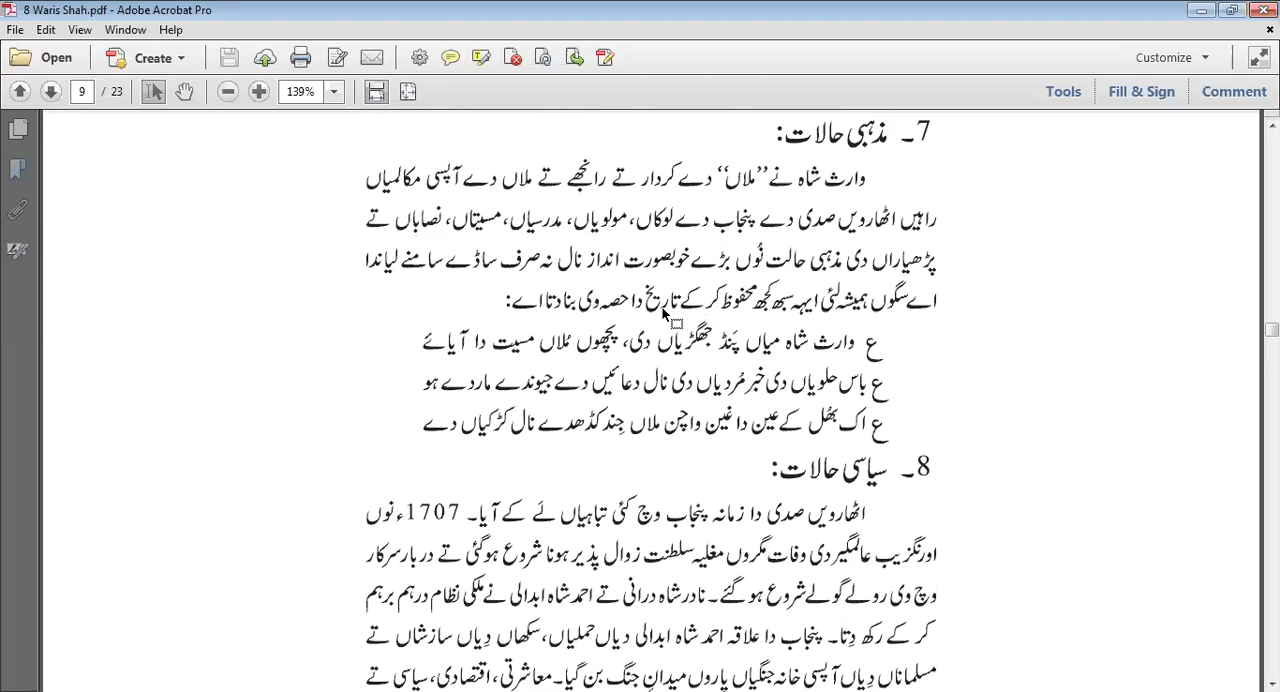 8 Waris Shah.pdf - Adobe Acrobat Pro
File Edit View Window Help
Open Create Customize
9 / 23 139% Tools Fill & Sign Comment
7۔ مذہبی حالات:
وارث شاہ نے ”ملاں“ دے کردار تے رانجھے تے ملاں دے آپسی مکالمیاں
راہیں اٹھارویں صدی دے پنجاب دے لوکاں، مولویاں، مدرسیاں، مسیتاں، نصاباں تے
پڑھیاراں دی مذہبی حالت نُوں بڑے خوبصورت انداز نال نہ صرف ساڈے سامنے لیاندا
اے سگوں ہمیشہ لئی ایہہ سبھ کجھ محفوظ کر کے تاریخ دا حصہ وی بنا دتا اے:
ع وارث شاہ میاں پَنڈ جھگڑیاں دی، پچھوں مُلاں مسیت دا آیائے
ع باس حلویاں دی خبر مُردیاں دی نال دعائیں دے جیوندے ماردے ہو
ع اک بھُل کے عین دا غین واچن ملاں جِند کڈھدے نال کڑکیاں دے
8۔ سیاسی حالات:
اٹھارویں صدی دا زمانہ پنجاب وچ کئی تباہیاں لے کے آیا۔ 1707ء نوں
اورنگزیب عالمگیر دی وفات مگروں مغلیہ سلطنت زوال پذیر ہونا شروع ہوگئی تے دربار سرکار
وچ وی رولے گولے شروع ہو گئے۔ نادر شاہ درانی تے احمد شاہ ابدالی نے ملکی نظام درہم برہم
کر کے رکھ دِتا۔ پنجاب دا علاقہ احمد شاہ ابدالی دیاں حملیاں، سکھاں دِیاں سازشاں تے
مسلماناں دِیاں آپسی خانہ جنگیاں پاروں میدانِ جنگ بن گیا۔ معاشرتی، اقتصادی، سیاسی تے